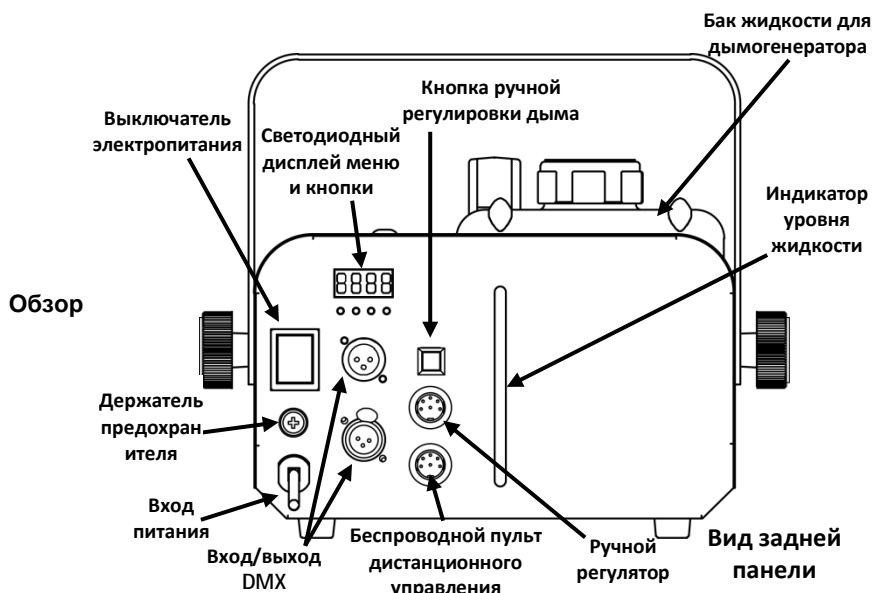 Бак жидкости для
дымогенератора
Кнопка ручной
регулировки дыма
Выключатель
электропитания
Светодиодный
дисплей меню
и кнопки
Индикатор
уровня
жидкости
Обзор
Держатель
предохран
ителя
Вход
питания
Вход/выход
DMX
Беспроводной пульт
дистанционного
управления
Ручной
регулятор
Вид задней
панели